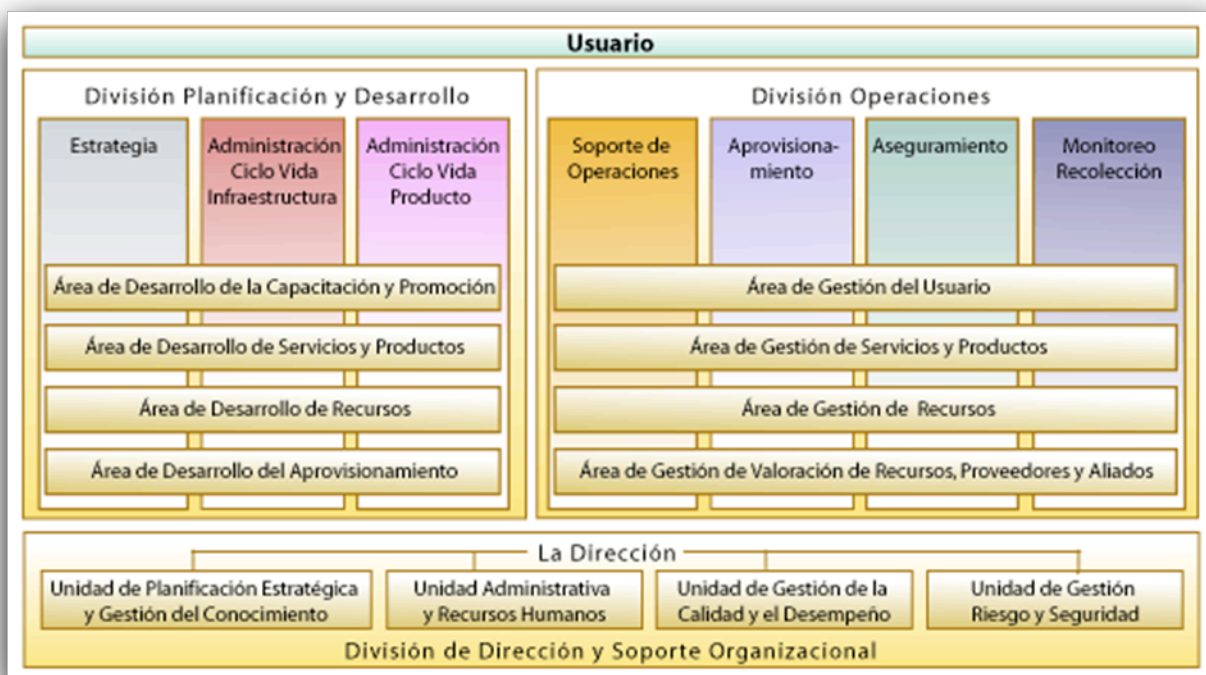 Usuario
División Planificación y Desarrollo
Estrategia
Administración
Ciclo Vida
Infraestructura
Administración
Ciclo Vida
Producto
Área de Desarrollo de la Capacitación y Promoción
Área de Desarrollo de Servicios y Productos
Área de Desarrollo de Recursos
Área de Desarrollo del Aprovisionamiento
División Operaciones
Soporte de
Operaciones
Aprovisiona-
miento
Aseguramiento
Monitoreo
Recolección
Área de Gestión del Usuario
Área de Gestión de Servicios y Productos
Área de Gestión de Recursos
Área de Gestión de Valoración de Recursos, Proveedores y Aliados
La Dirección
Unidad de Planificación Estratégica
y Gestión del Conocimiento
Unidad Administrativa
y Recursos Humanos
Unidad de Gestión de la
Calidad y el Desempeño
Unidad de Gestión
Riesgo y Seguridad
División de Dirección y Soporte Organizacional